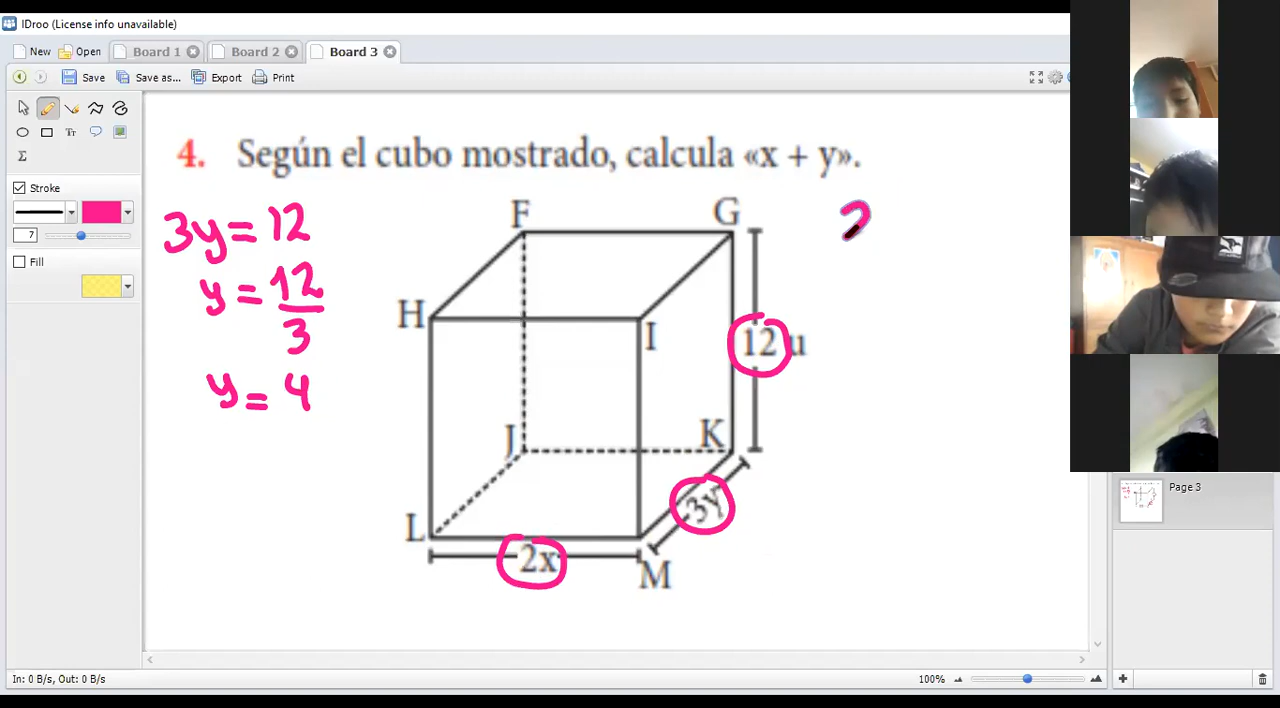 IDroo (License info unavailable)
New Open Board 1 Board 2 Board 3
Save Save as... Export Print
Tt
Σ
Stroke
7
Fill
4. Según el cubo mostrado, calcula «x + y».
3y = 12
y = 12
3
y = 4
2
F G
H I
12 u
J K
3y
L 2x M
Page 3
In: 0 B/s, Out: 0 B/s 100%